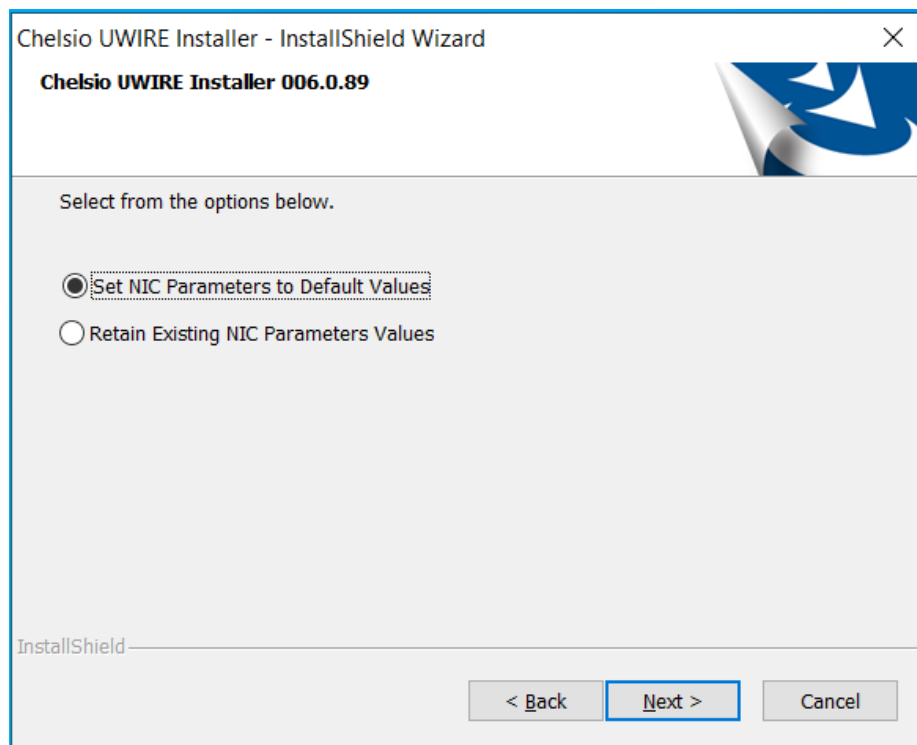 Chelsio UWIRE Installer - InstallShield Wizard
Chelsio UWIRE Installer 006.0.89
Select from the options below.
Set NIC Parameters to Default Values
Retain Existing NIC Parameters Values
InstallShield
< Back
Next >
Cancel